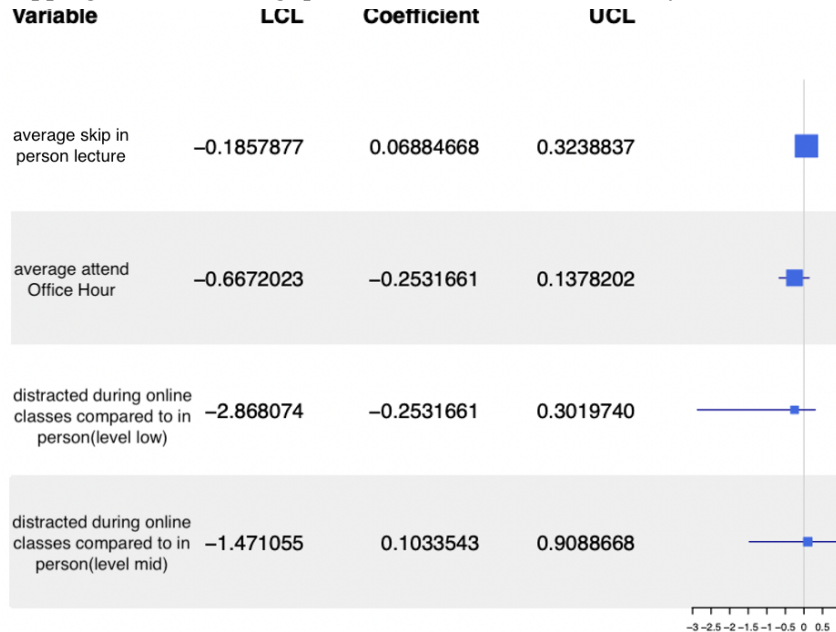 Variable LCL Coefficient UCL
average skip in
person lecture
−0.1857877 0.06884668 0.3238837
average attend
Office Hour
−0.6672023 −0.2531661 0.1378202
distracted during online
classes compared to in
person(level low)
−2.868074 −0.2531661 0.3019740
distracted during online
classes compared to in
person(level mid)
−1.471055 0.1033543 0.9088668
−3 −2.5 −2 −1.5 −1 −0.5 0 0.5